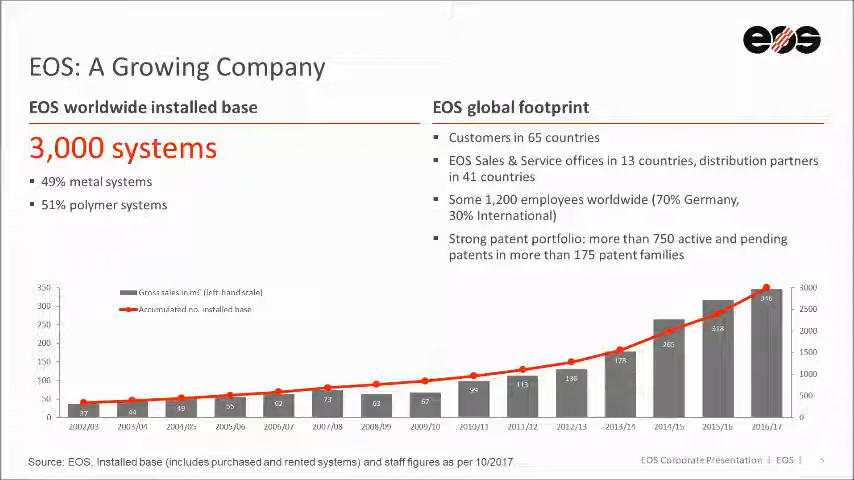 eos
EOS: A Growing Company
EOS worldwide installed base
3,000 systems
▪ 49% metal systems
▪ 51% polymer systems
EOS global footprint
▪ Customers in 65 countries
▪ EOS Sales & Service offices in 13 countries, distribution partners
in 41 countries
▪ Some 1,200 employees worldwide (70% Germany,
30% International)
▪ Strong patent portfolio: more than 750 active and pending
patents in more than 175 patent families
Gross sales in m€ (left-hand scale)
Accumulated no. installed base
350
300
250
200
150
100
50
0
3000
2500
2000
1500
1000
500
0
37 44 49 55 62 73 63 67 99 113 130 178 265 318 346
2002/03 2003/04 2004/05 2005/06 2006/07 2007/08 2008/09 2009/10 2010/11 2011/12 2012/13 2013/14 2014/15 2015/16 2016/17
Source: EOS. Installed base (includes purchased and rented systems) and staff figures as per 10/2017
EOS Corporate Presentation | EOS | 5